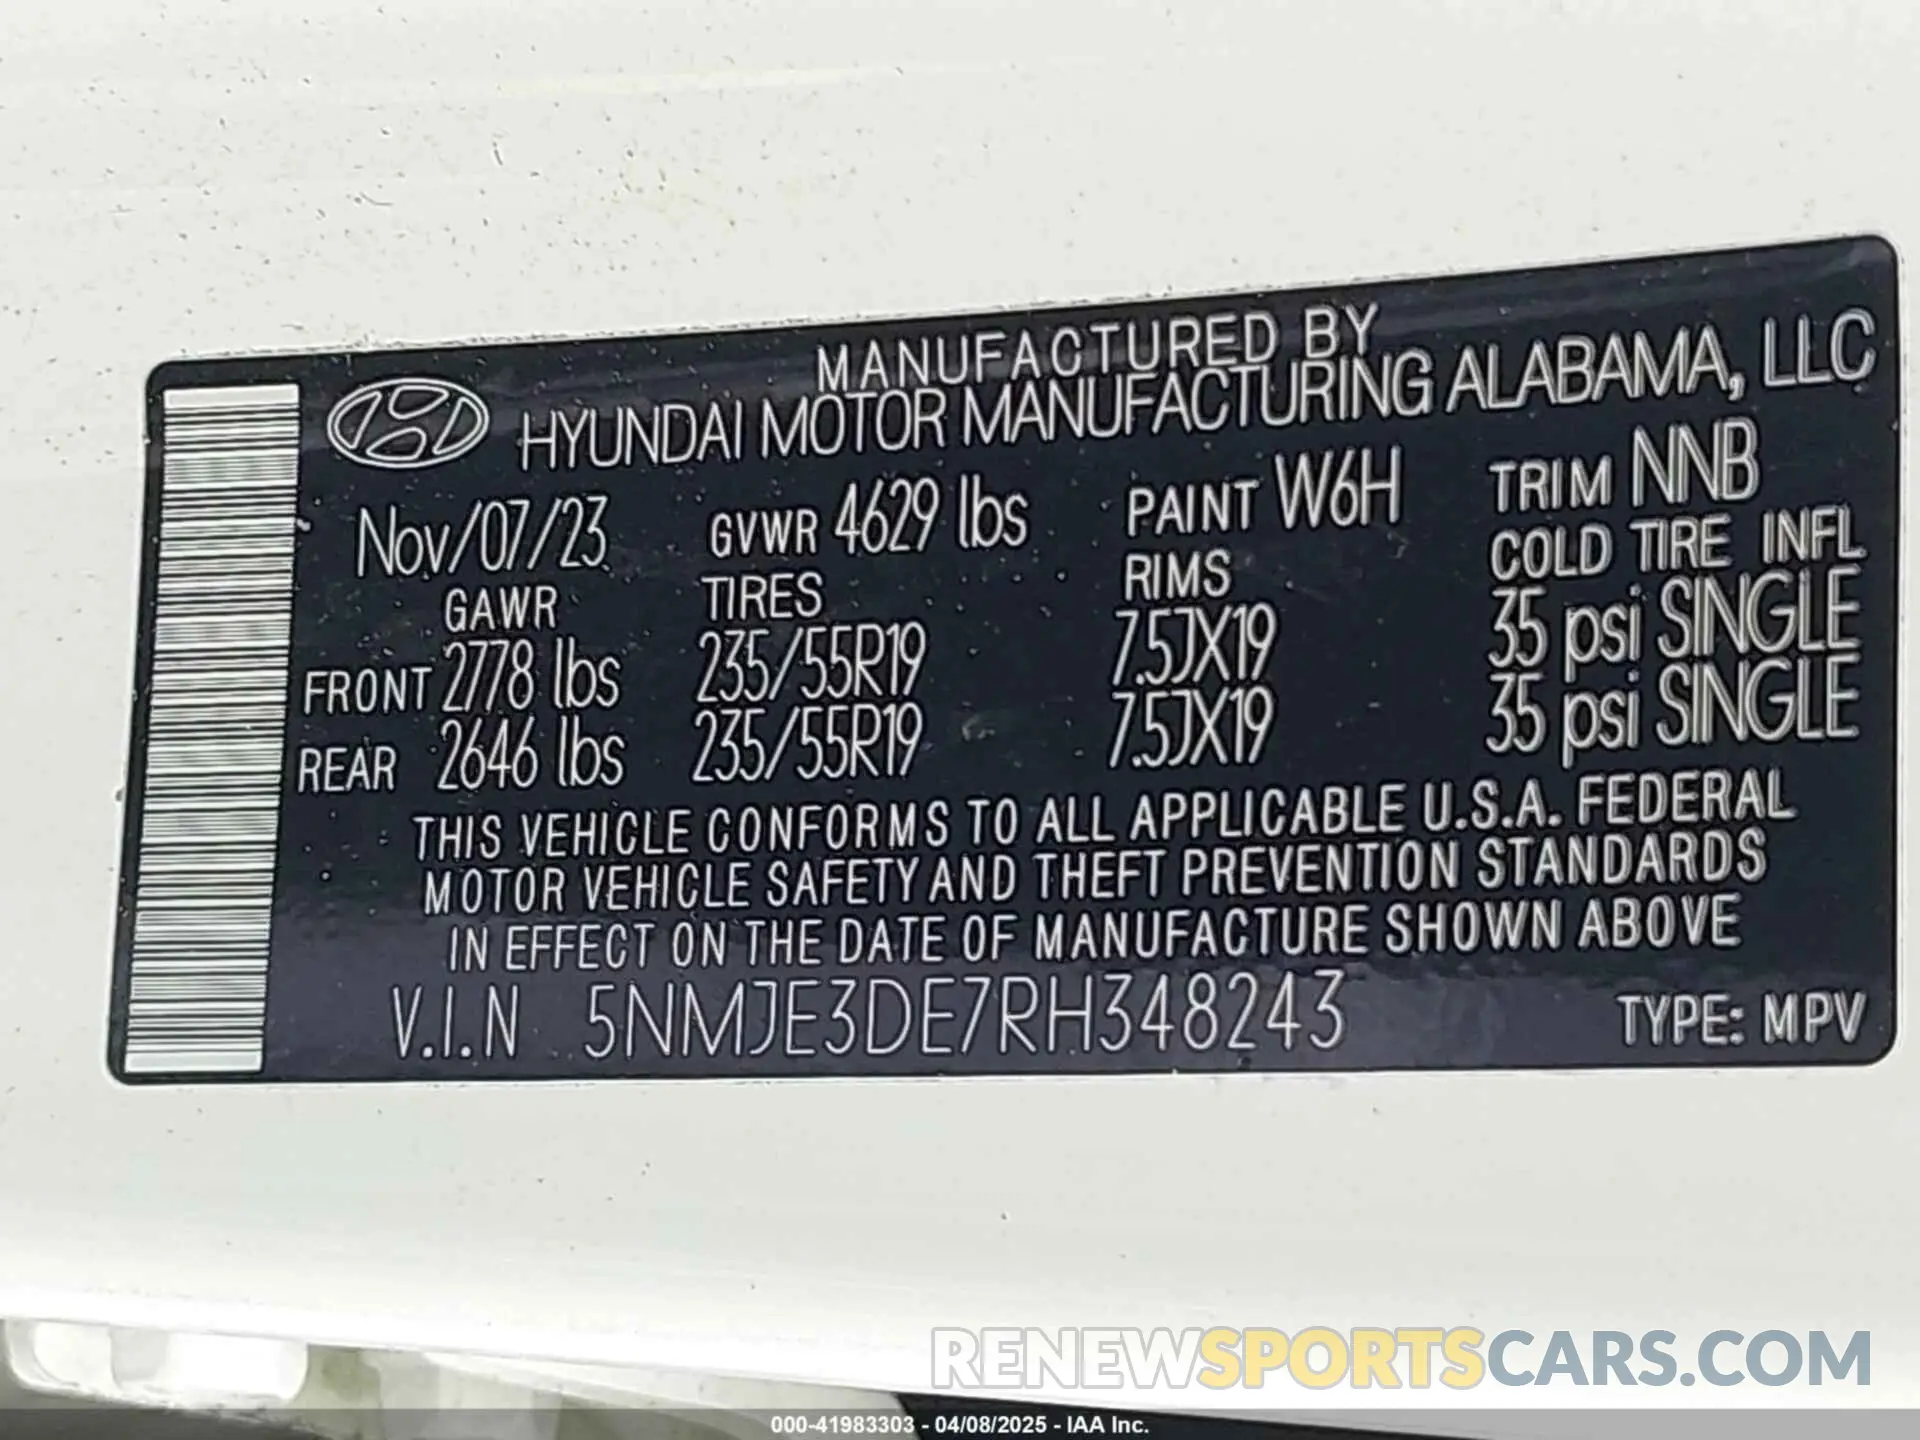 MANUFACTURED BY
HYUNDAI MOTOR MANUFACTURING ALABAMA, LLC
Nov/07/23 GVWR 4629 lbs PAINT W6H TRIM NNB
GAWR TIRES RIMS COLD TIRE INFL
FRONT 2778 lbs 235/55R19 7.5JX19 35 psi SINGLE
REAR 2646 lbs 235/55R19 7.5JX19 35 psi SINGLE
THIS VEHICLE CONFORMS TO ALL APPLICABLE U.S.A. FEDERAL
MOTOR VEHICLE SAFETY AND THEFT PREVENTION STANDARDS
IN EFFECT ON THE DATE OF MANUFACTURE SHOWN ABOVE
V.I.N 5NMJE3DE7RH348243 TYPE: MPV
RENEWSPORTSCARS.COM
000-41983303 - 04/08/2025 - IAA Inc.